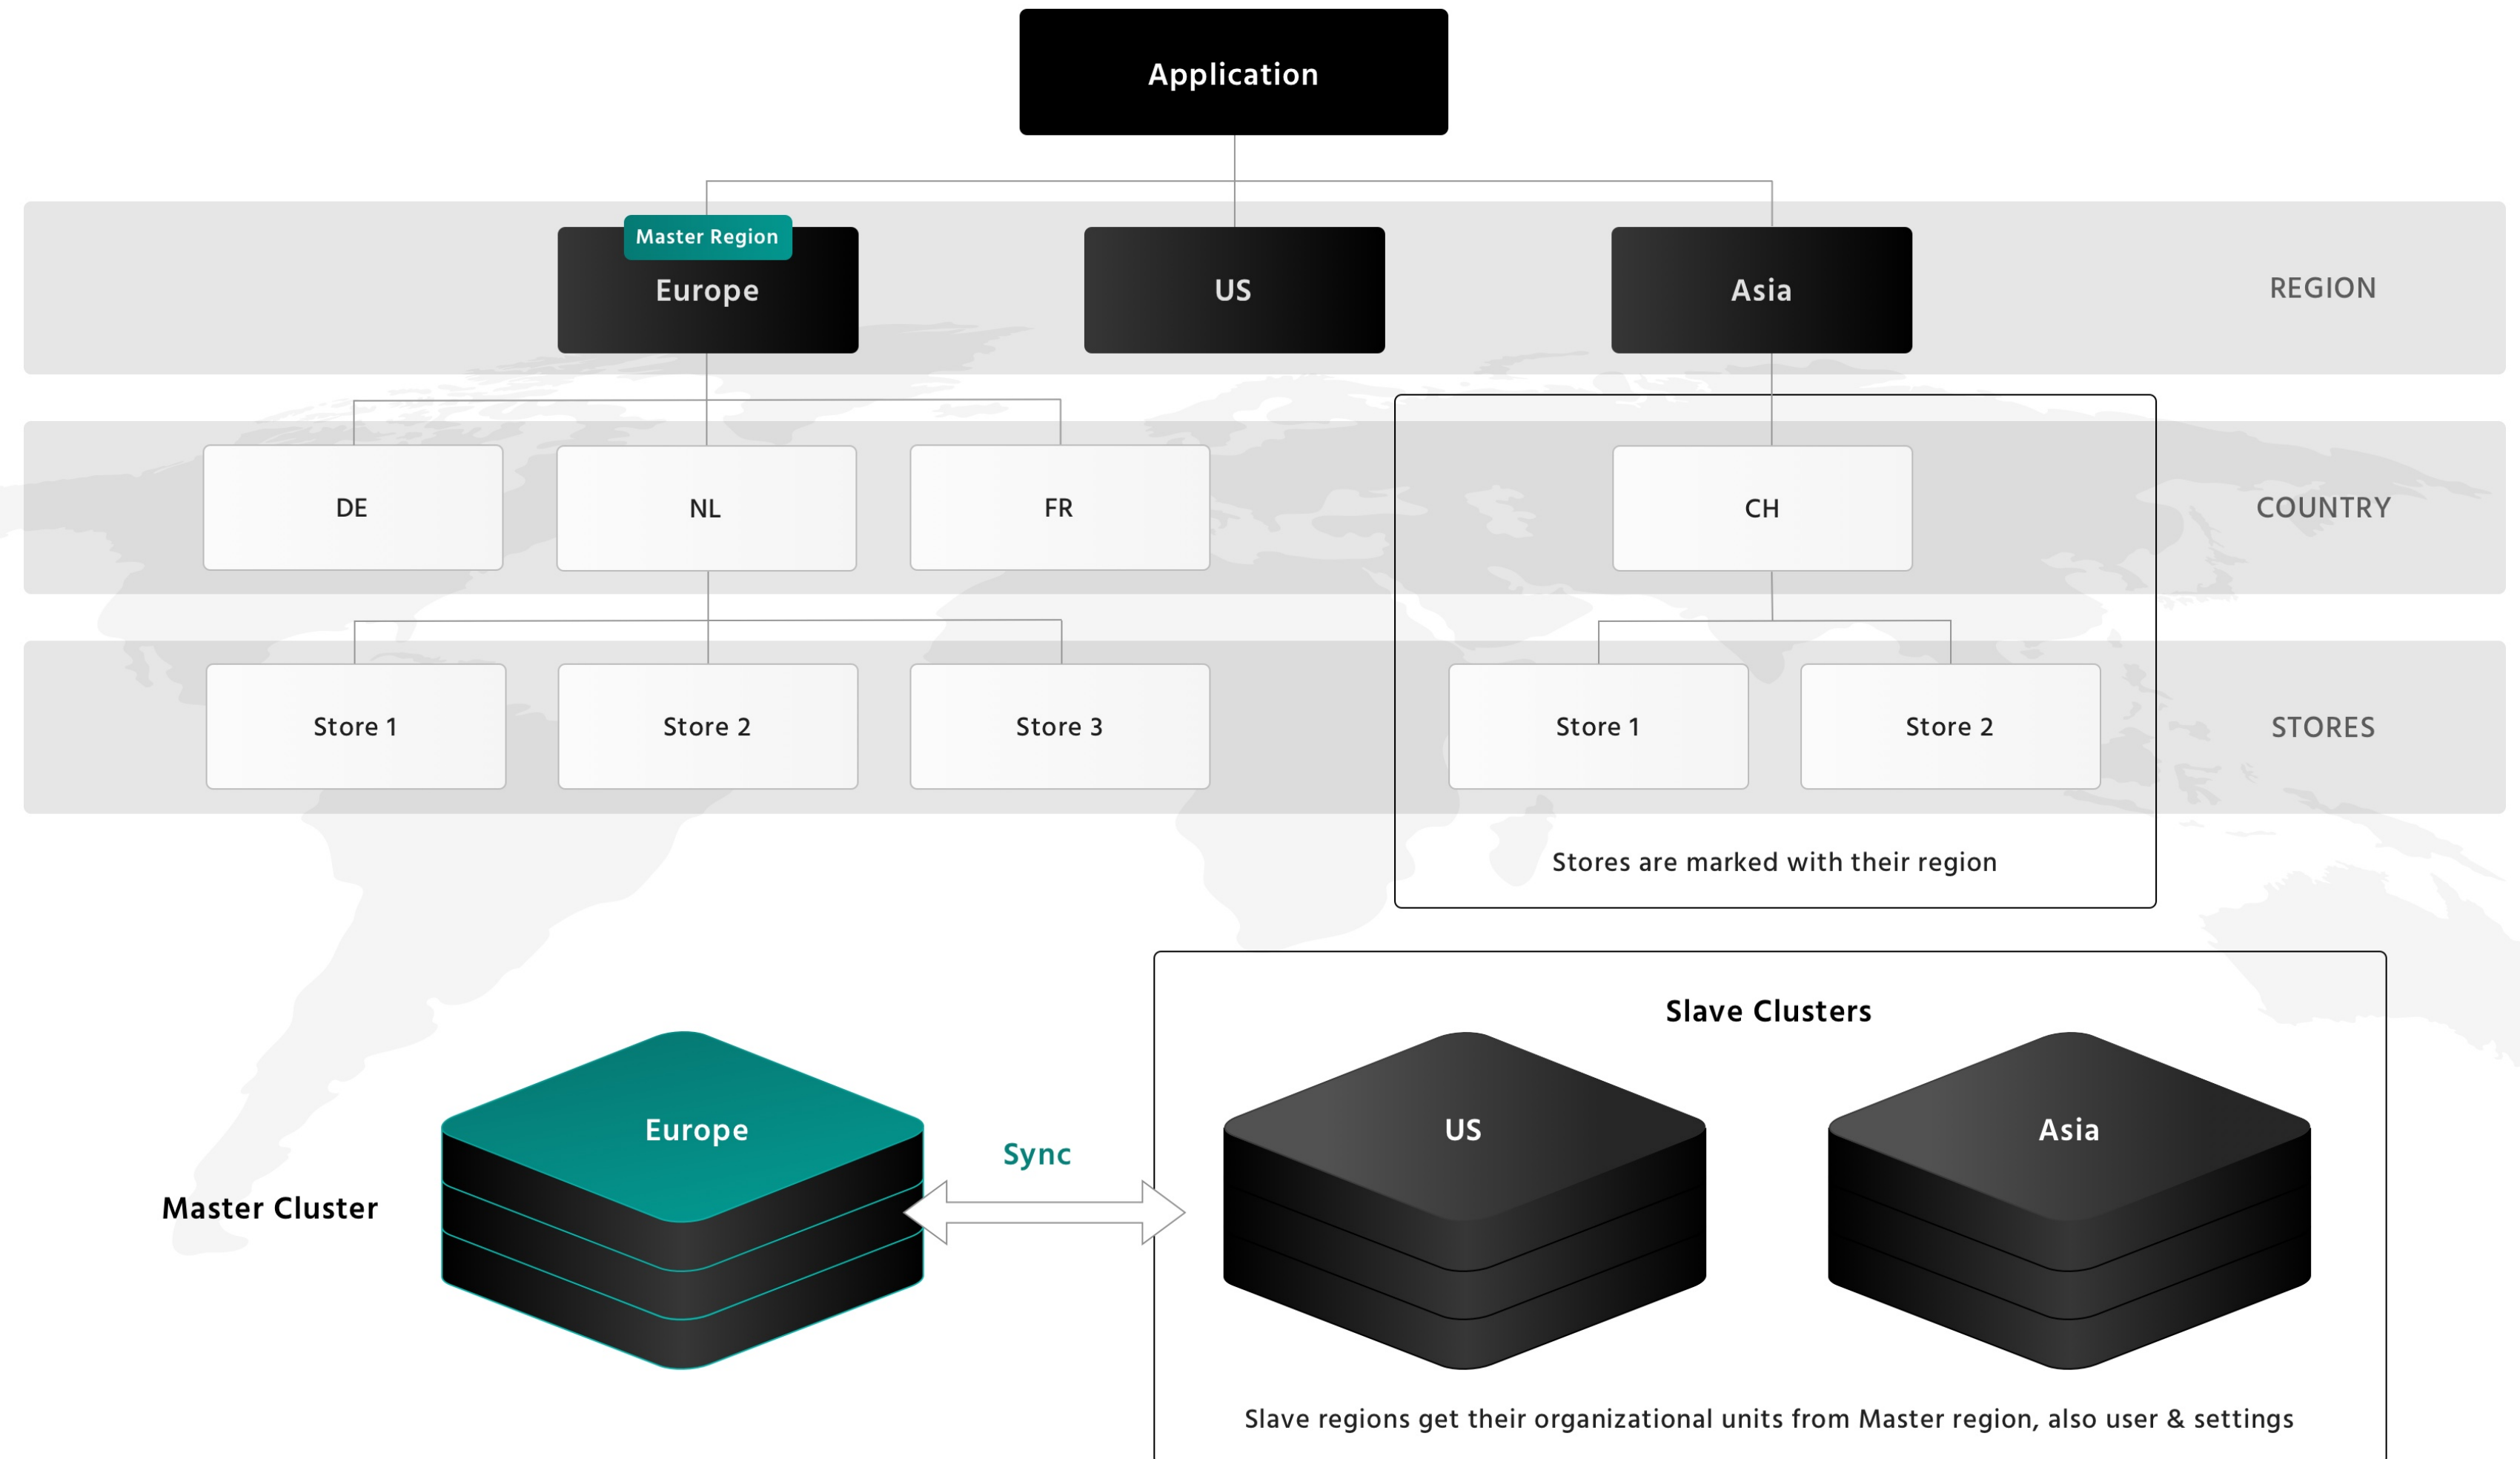 Application
Master Region
Europe
US
Asia
REGION
DE
NL
FR
CH
COUNTRY
Store 1
Store 2
Store 3
Store 1
Store 2
STORES
Stores are marked with their region
Slave Clusters
Europe
US
Asia
Sync
Master Cluster
Slave regions get their organizational units from Master region, also user & settings